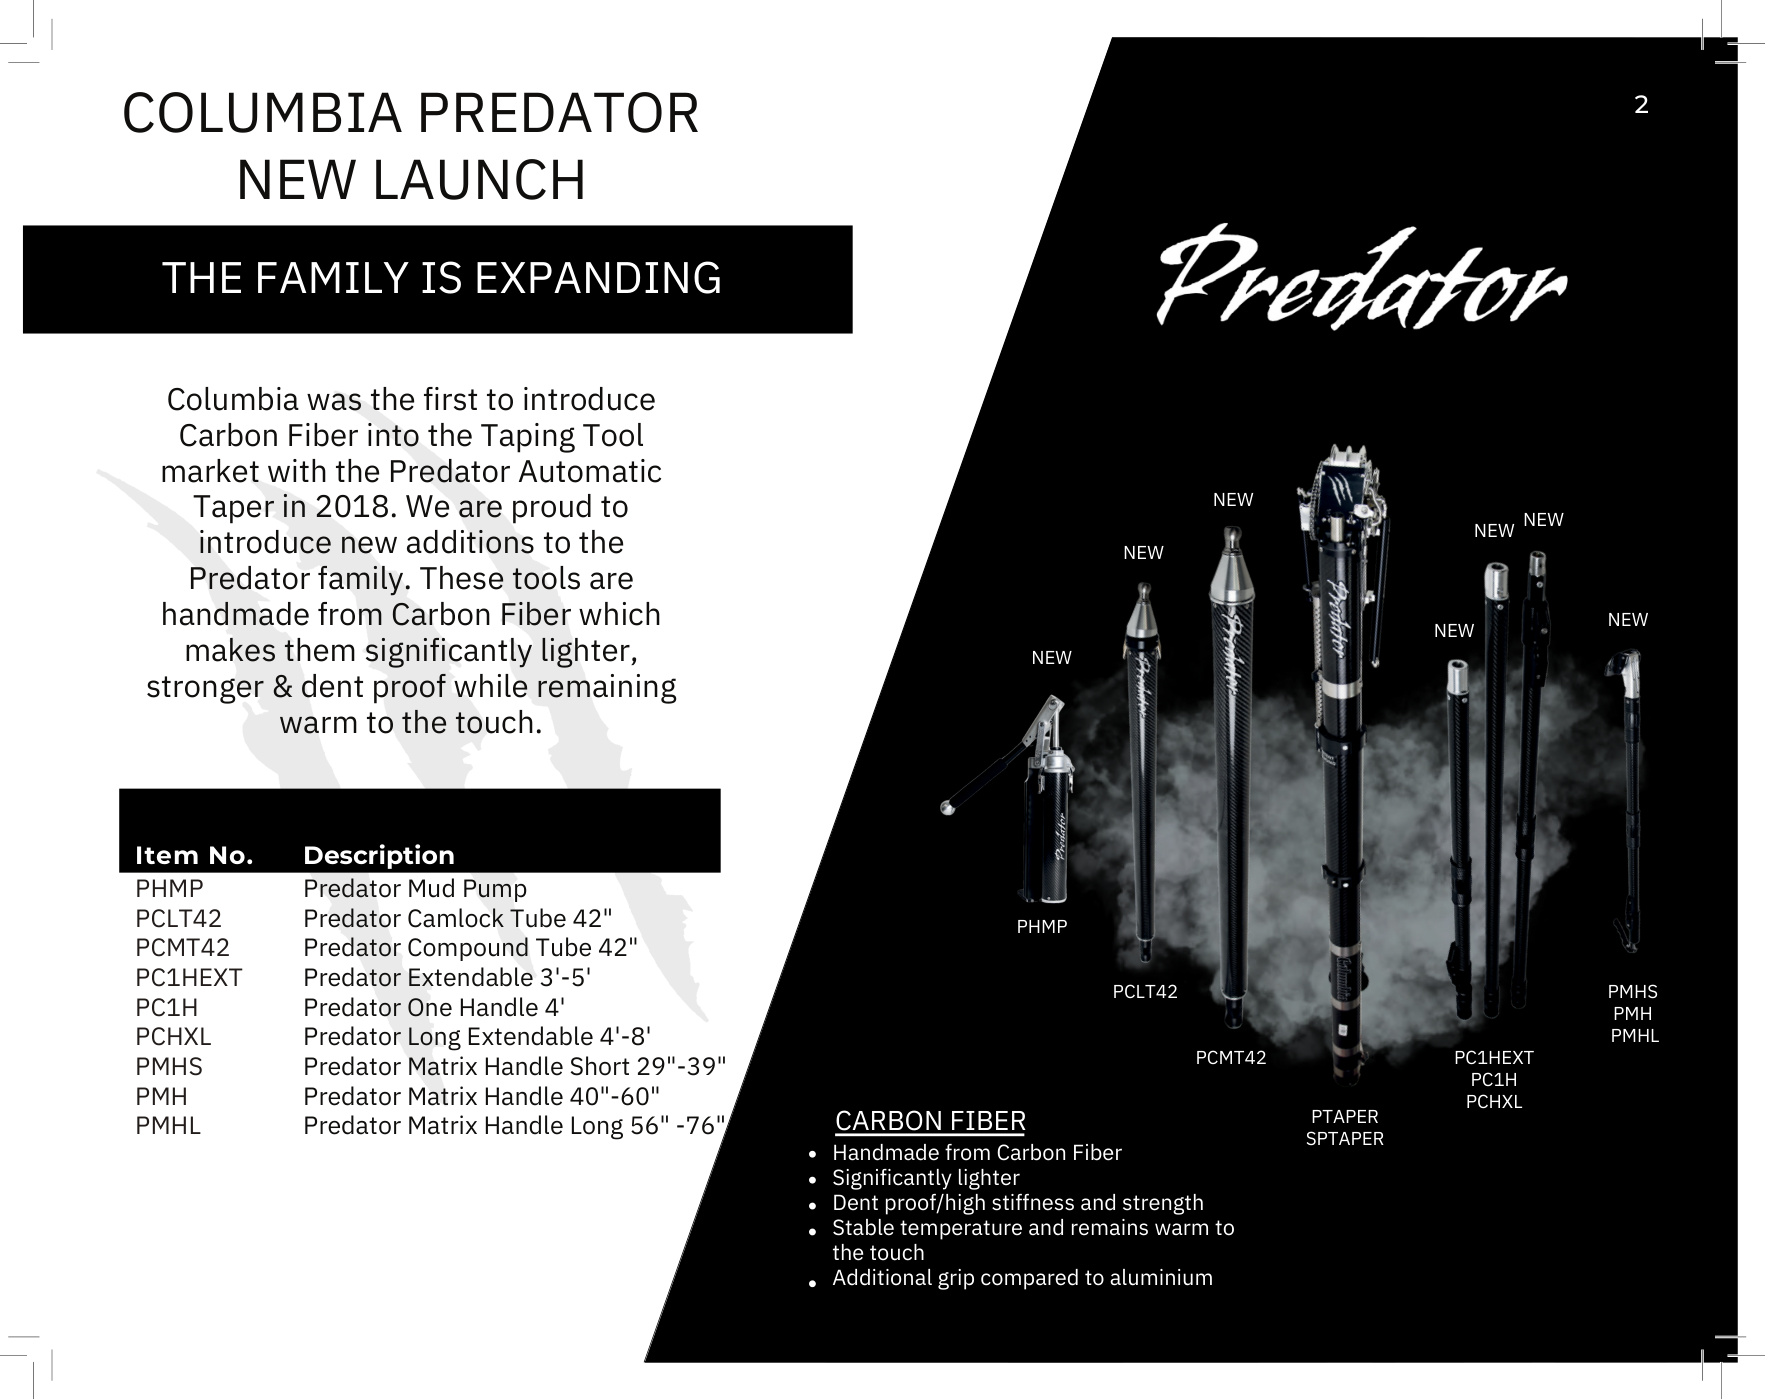 COLUMBIA PREDATOR
NEW LAUNCH
THE FAMILY IS EXPANDING
Columbia was the first to introduce
Carbon Fiber into the Taping Tool
market with the Predator Automatic
Taper in 2018. We are proud to
introduce new additions to the
Predator family. These tools are
handmade from Carbon Fiber which
makes them significantly lighter,
stronger & dent proof while remaining
warm to the touch.
Item No. Description
PHMP Predator Mud Pump
PCLT42 Predator Camlock Tube 42"
PCMT42 Predator Compound Tube 42"
PC1HEXT Predator Extendable 3'-5'
PC1H Predator One Handle 4'
PCHXL Predator Long Extendable 4'-8'
PMHS Predator Matrix Handle Short 29"-39"
PMH Predator Matrix Handle 40"-60"
PMHL Predator Matrix Handle Long 56" -76"
2
Predator
NEW
NEW
NEW
NEW
NEW
NEW
NEW
Predator
Predator
Predator
Predator
Columbia
PHMP
PCLT42
PCMT42
PTAPER
SPTAPER
PC1HEXT
PC1H
PCHXL
PMHS
PMH
PMHL
CARBON FIBER
• Handmade from Carbon Fiber
• Significantly lighter
• Dent proof/high stiffness and strength
• Stable temperature and remains warm to
the touch
• Additional grip compared to aluminium